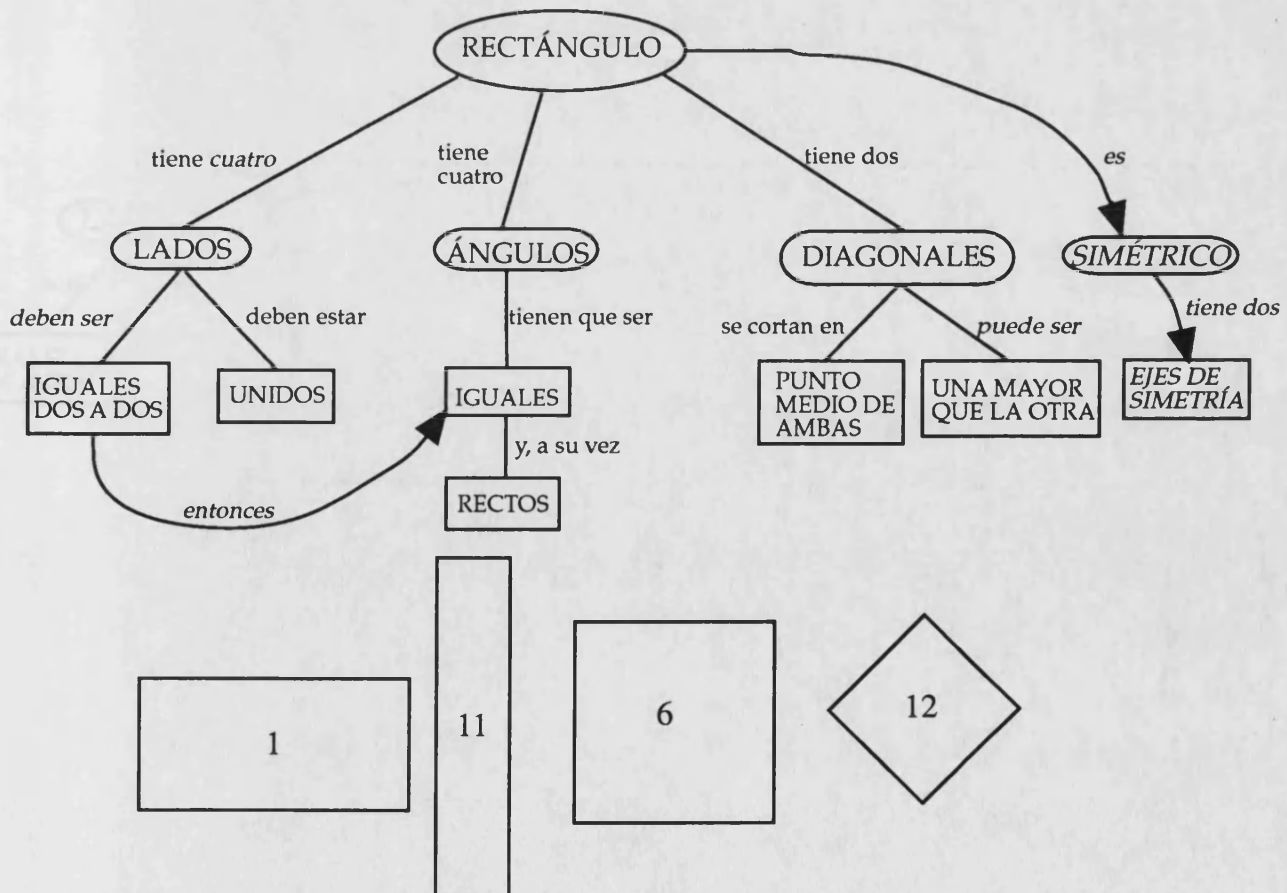 RECTÁNGULO
tiene cuatro
tiene
cuatro
tiene dos
es
LADOS
ÁNGULOS
DIAGONALES
SIMÉTRICO
deben ser
deben estar
tienen que ser
se cortan en
puede ser
tiene dos
IGUALES
DOS A DOS
UNIDOS
IGUALES
PUNTO
MEDIO DE
AMBAS
UNA MAYOR
QUE LA OTRA
EJES DE
SIMETRÍA
y, a su vez
entonces
RECTOS
1
11
6
12